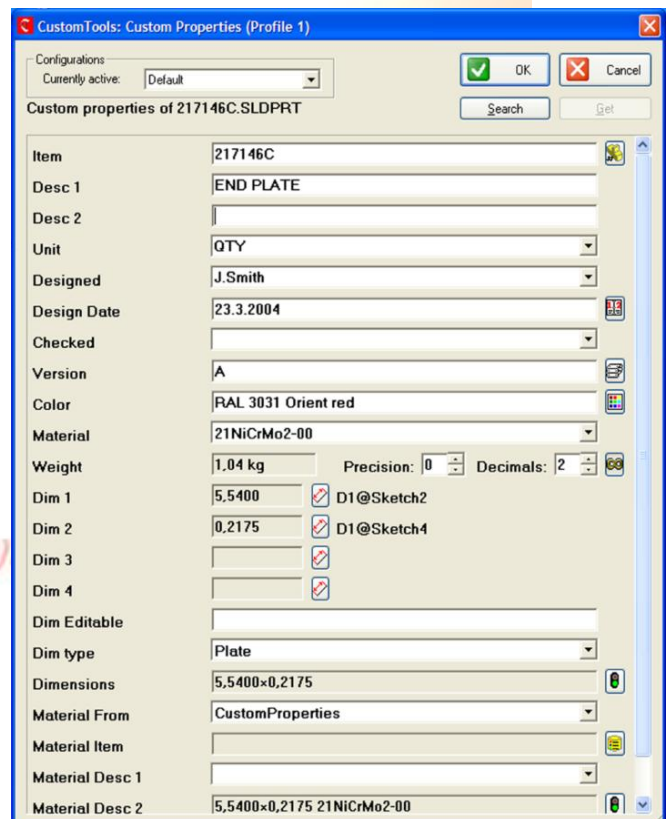 CustomTools: Custom Properties (Profile 1)
Configurations
Currently active: Default
OK
Cancel
Custom properties of 217146C.SLDPRT
Search
Get
Item 217146C
Desc 1 END PLATE
Desc 2
Unit QTY
Designed J.Smith
Design Date 23.3.2004
Checked
Version A
Color RAL 3031 Orient red
Material 21NiCrMo2-00
Weight 1,04 kg Precision: 0 Decimals: 2
Dim 1 5,5400 D1@Sketch2
Dim 2 0,2175 D1@Sketch4
Dim 3
Dim 4
Dim Editable
Dim type Plate
Dimensions 5,5400×0,2175
Material From CustomProperties
Material Item
Material Desc 1
Material Desc 2 5,5400×0,2175 21NiCrMo2-00